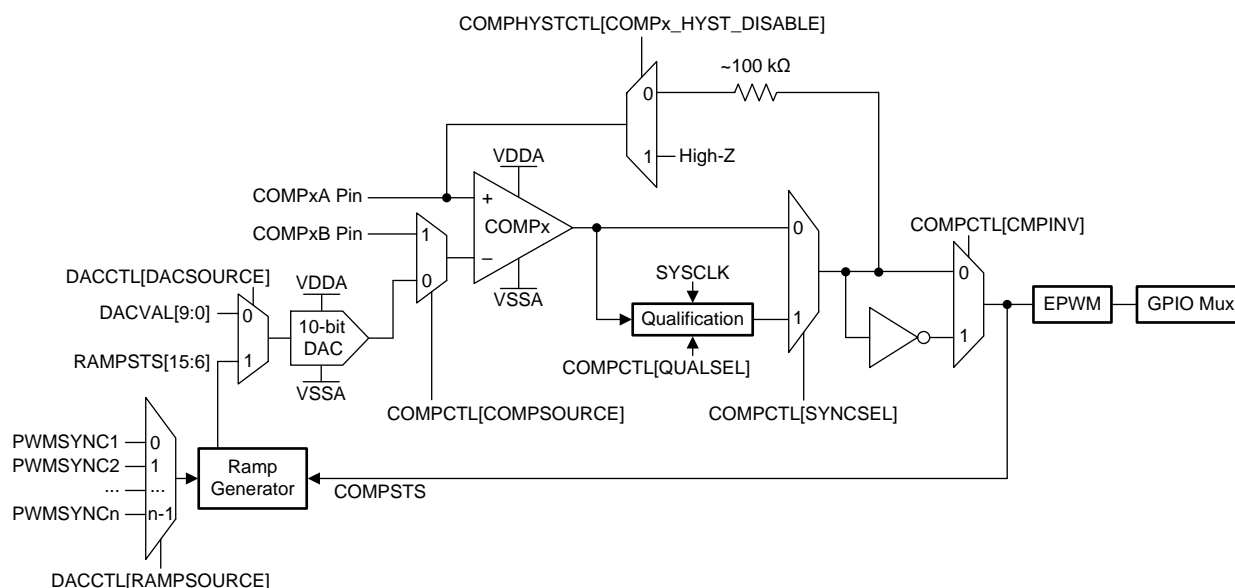 COMPHYSTCTL[COMPx_HYST_DISABLE]
~100 kΩ
0
1
High-Z
VDDA
COMPxA Pin
+
COMPx
COMPxB Pin
1
–
0
VSSA
0
COMPCTL[CMPINV]
0
1
SYSCLK
Qualification
1
COMPCTL[QUALSEL]
EPWM
GPIO Mux
DACCTL[DACSOURCE]
VDDA
DACVAL[9:0]
0
10-bit
DAC
RAMPSTS[15:6]
1
VSSA
COMPCTL[COMPSOURCE]
COMPCTL[SYNCSEL]
PWMSYNC1
0
PWMSYNC2
1
...
...
PWMSYNCn
n-1
Ramp
Generator
COMPSTS
DACCTL[RAMPSOURCE]